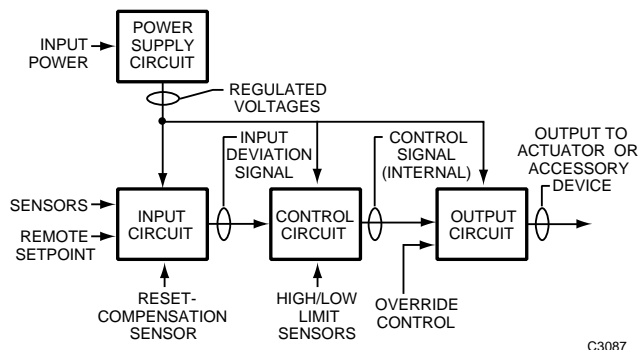 POWER
SUPPLY
CIRCUIT
INPUT
POWER
REGULATED
VOLTAGES
INPUT
DEVIATION
SIGNAL
CONTROL
SIGNAL
(INTERNAL)
OUTPUT TO
ACTUATOR OR
ACCESSORY
DEVICE
SENSORS
REMOTE
SETPOINT
INPUT
CIRCUIT
CONTROL
CIRCUIT
OUTPUT
CIRCUIT
RESET-
COMPENSATION
SENSOR
HIGH/LOW
LIMIT
SENSORS
OVERRIDE
CONTROL
C3087